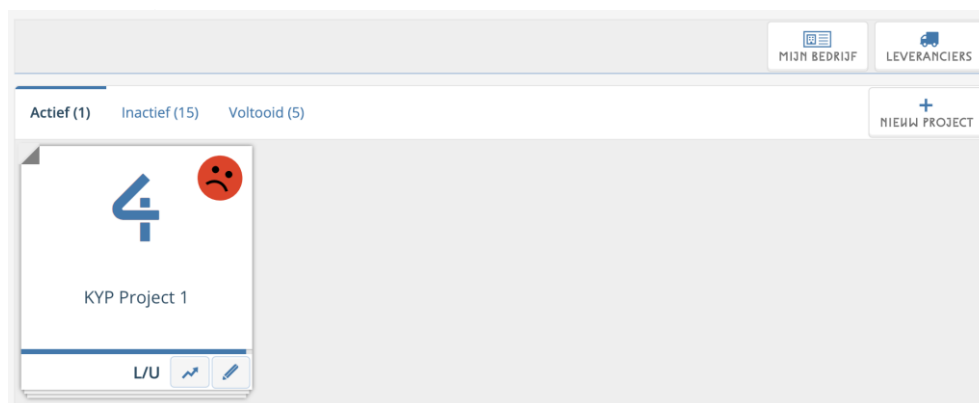 MIJN BEDRIJF
LEVERANCIERS
Actief (1)
Inactief (15)
Voltooid (5)
NIEUW PROJECT
4
KYP Project 1
L/U